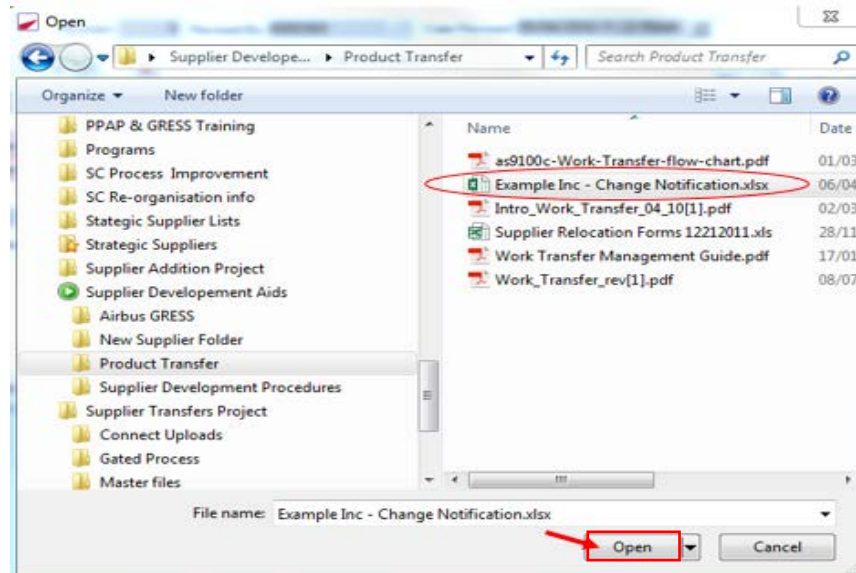 Open
Supplier Develope... Product Transfer Search Product Transfer
Organize New folder
PPAP & GRESS Training
Programs
SC Process Improvement
SC Re-organisation info
Stategic Supplier Lists
Strategic Suppliers
Supplier Addition Project
Supplier Developement Aids
Airbus GRESS
New Supplier Folder
Product Transfer
Supplier Development Procedures
Supplier Transfers Project
Connect Uploads
Gated Process
Master files
Name Date
as9100c-Work-Transfer-flow-chart.pdf 01/03
Example Inc - Change Notification.xlsx 06/04
Intro_Work_Transfer_04_10[1].pdf 02/03
Supplier Relocation Forms 12212011.xls 28/11
Work Transfer Management Guide.pdf 17/01
Work_Transfer_rev[1].pdf 08/07
File name: Example Inc - Change Notification.xlsx
Open Cancel